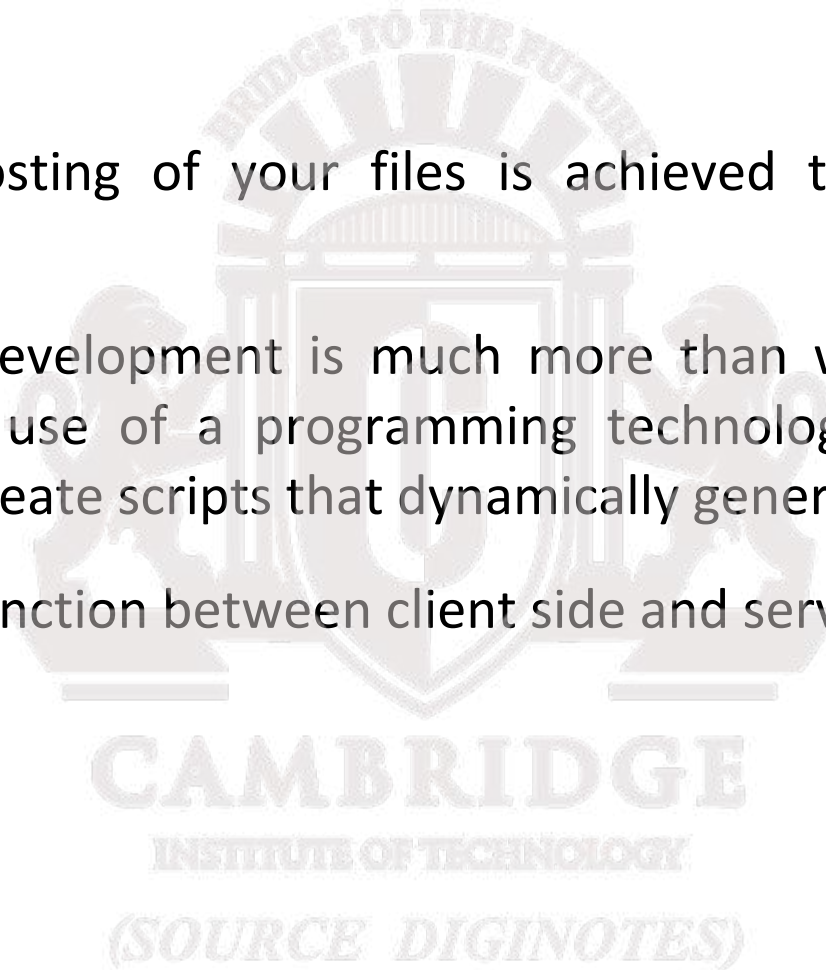 BRIDGE TO THE FUTURE
osting of your files is achieved t
evelopment is much more than
use of a programming technolog
eate scripts that dynamically gener
nction between client side and serv
C
CAMBRIDGE
INSTITUTE OF TECHNOLOGY
(SOURCE DIGINOTES)